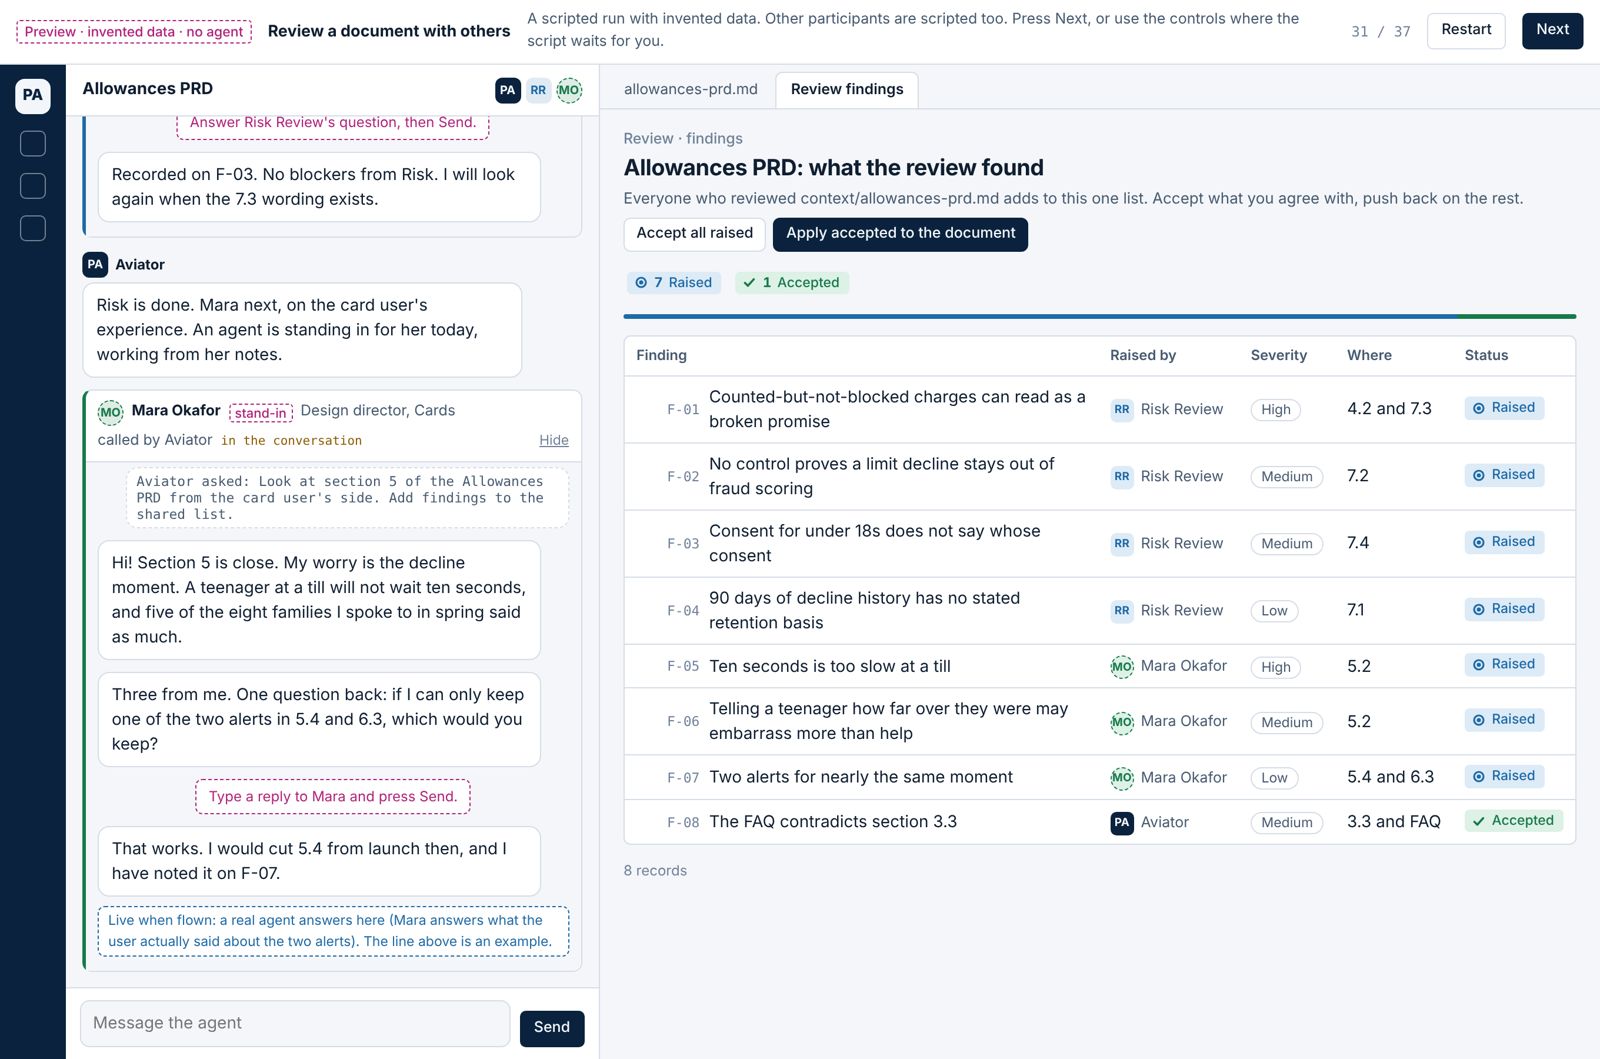 Preview · invented data · no agent
Review a document with others
A scripted run with invented data. Other participants are scripted too. Press Next, or use the controls where the
script waits for you.
31 / 37
Restart
Next
PA
Allowances PRD
PA
RR
MO
Answer Risk Review's question, then Send.
Recorded on F-03. No blockers from Risk. I will look
again when the 7.3 wording exists.
PA
Aviator
Risk is done. Mara next, on the card user's
experience. An agent is standing in for her today,
working from her notes.
MO
Mara Okafor
stand-in
Design director, Cards
called by Aviator
in the conversation
Hide
Aviator asked: Look at section 5 of the Allowances
PRD from the card user's side. Add findings to the
shared list.
Hi! Section 5 is close. My worry is the decline
moment. A teenager at a till will not wait ten seconds,
and five of the eight families I spoke to in spring said
as much.
Three from me. One question back: if I can only keep
one of the two alerts in 5.4 and 6.3, which would you
keep?
Type a reply to Mara and press Send.
That works. I would cut 5.4 from launch then, and I
have noted it on F-07.
Live when flown: a real agent answers here (Mara answers what the
user actually said about the two alerts). The line above is an example.
Message the agent
Send
allowances-prd.md
Review findings
Review · findings
Allowances PRD: what the review found
Everyone who reviewed context/allowances-prd.md adds to this one list. Accept what you agree with, push back on the rest.
Accept all raised
Apply accepted to the document
7 Raised
1 Accepted
Finding
Raised by
Severity
Where
Status
F-01
Counted-but-not-blocked charges can read as a
broken promise
RR
Risk Review
High
4.2 and 7.3
Raised
F-02
No control proves a limit decline stays out of
fraud scoring
RR
Risk Review
Medium
7.2
Raised
F-03
Consent for under 18s does not say whose
consent
RR
Risk Review
Medium
7.4
Raised
F-04
90 days of decline history has no stated
retention basis
RR
Risk Review
Low
7.1
Raised
F-05
Ten seconds is too slow at a till
MO
Mara Okafor
High
5.2
Raised
F-06
Telling a teenager how far over they were may
embarrass more than help
MO
Mara Okafor
Medium
5.2
Raised
F-07
Two alerts for nearly the same moment
MO
Mara Okafor
Low
5.4 and 6.3
Raised
F-08
The FAQ contradicts section 3.3
PA
Aviator
Medium
3.3 and FAQ
Accepted
8 records